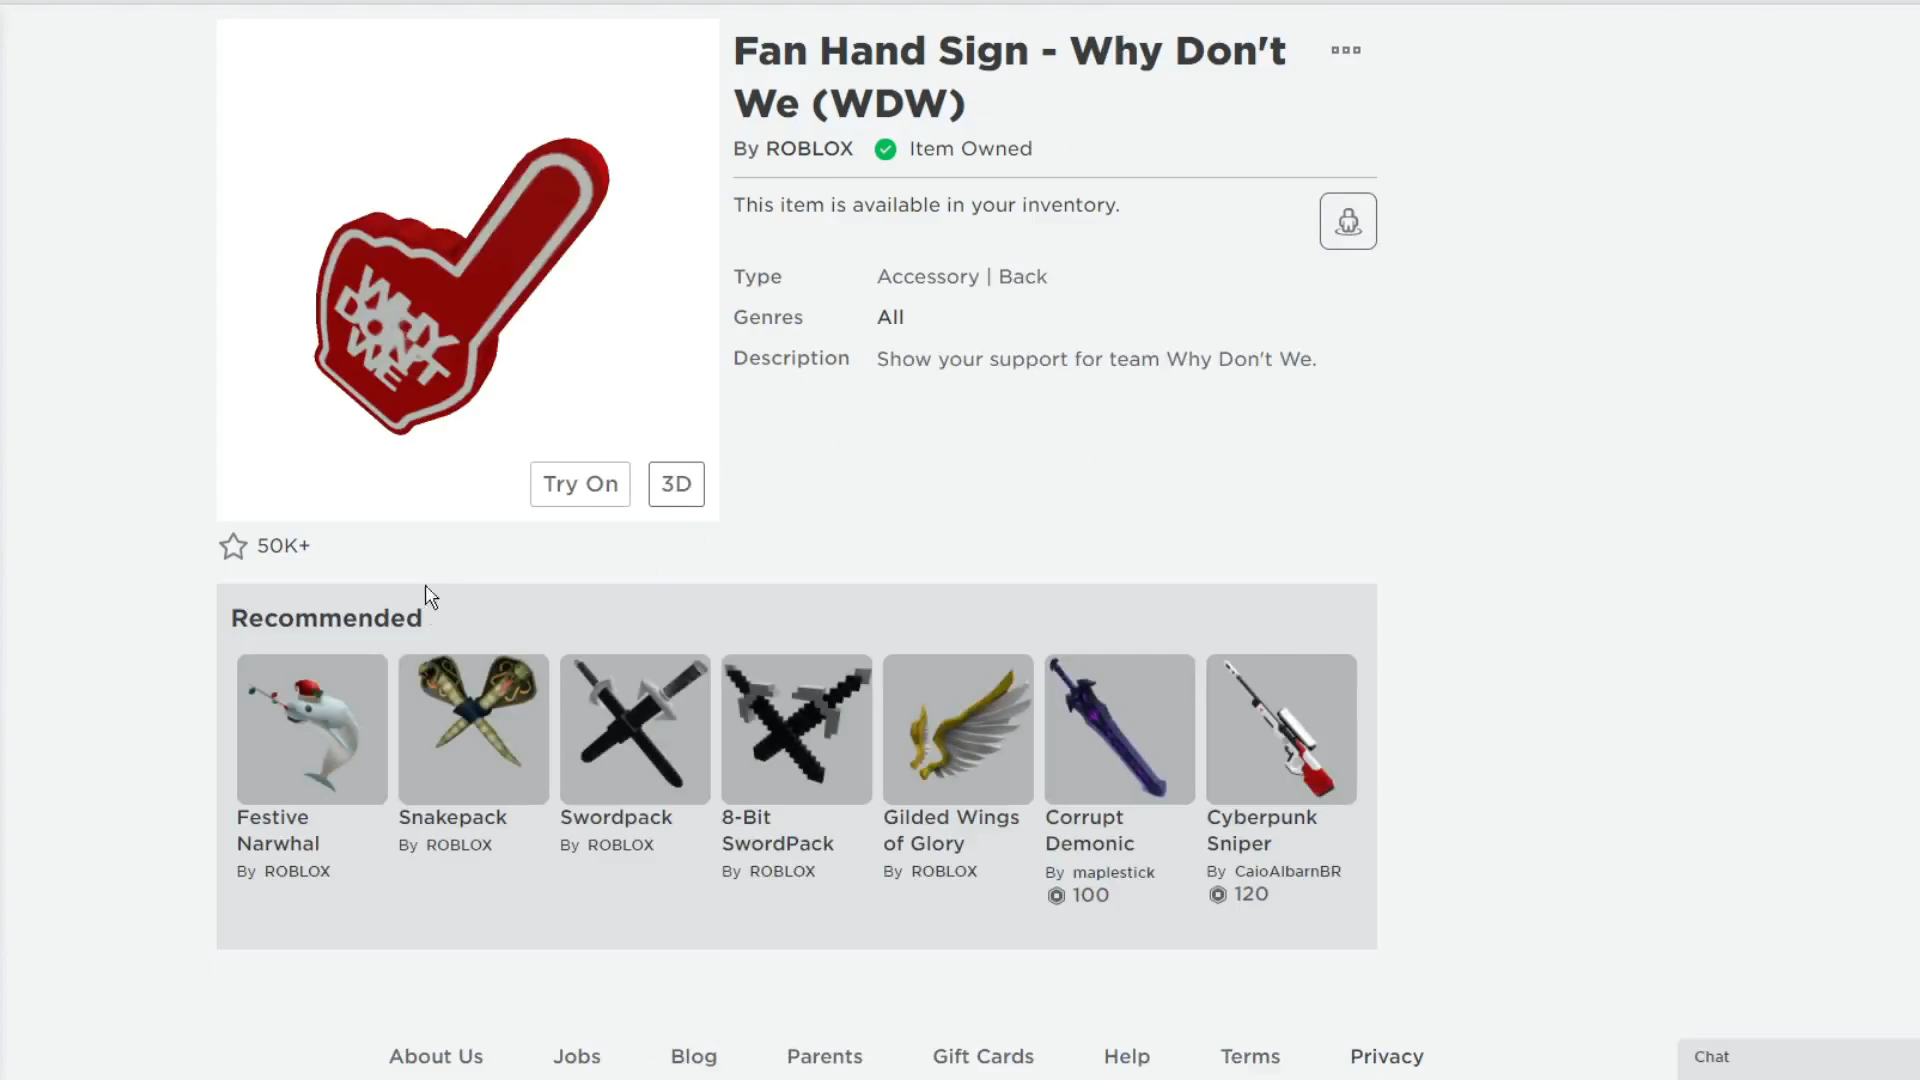 Fan Hand Sign - Why Don't
We (WDW)
By ROBLOX Item Owned
This item is available in your inventory.
Type Accessory | Back
Genres All
Description Show your support for team Why Don't We.
WHY
DON'T
WE
Try On 3D
50K+
Recommended
Festive
Narwhal
By ROBLOX
Snakepack
By ROBLOX
Swordpack
By ROBLOX
8-Bit
SwordPack
By ROBLOX
Gilded Wings
of Glory
By ROBLOX
Corrupt
Demonic
By maplestick
100
Cyberpunk
Sniper
By CaioAlbarnBR
120
About Us Jobs Blog Parents Gift Cards Help Terms Privacy
Chat